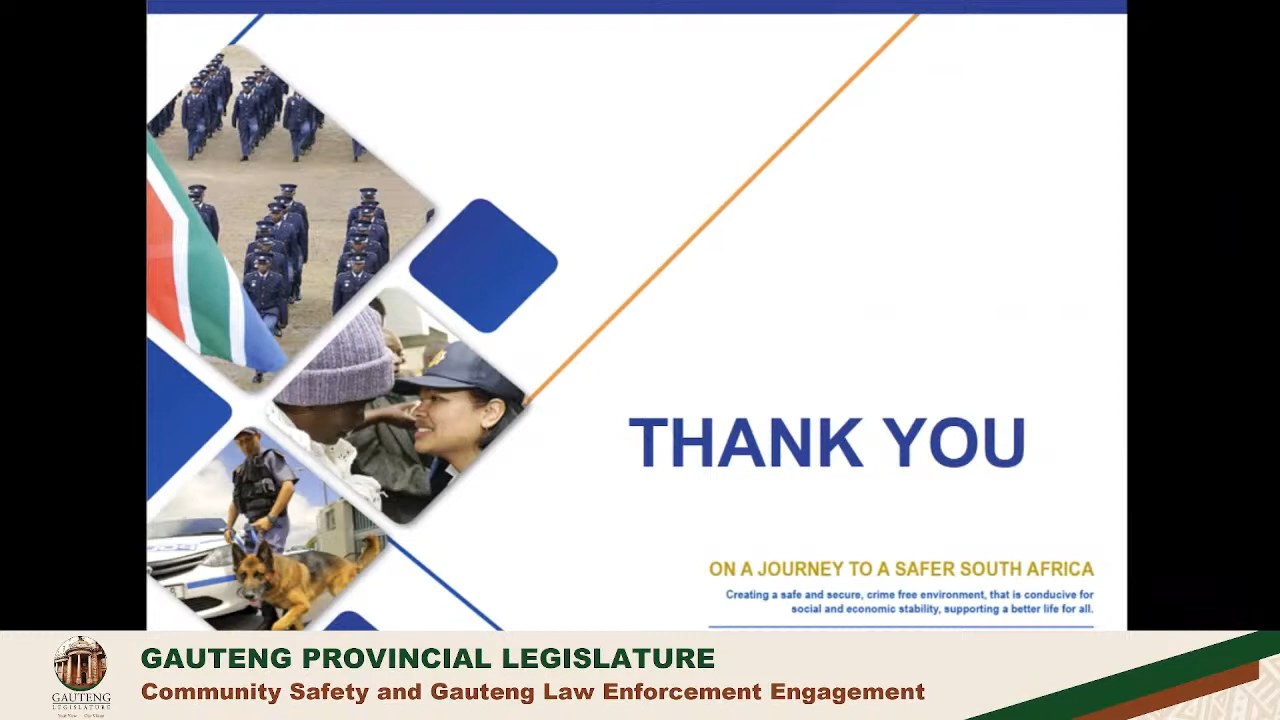 THANK YOU
ON A JOURNEY TO A SAFER SOUTH AFRICA
Creating a safe and secure, crime free environment, that is conducive for
social and economic stability, supporting a better life for all.
GAUTENG PROVINCIAL LEGISLATURE
Community Safety and Gauteng Law Enforcement Engagement
GAUTENG
LEGISLATURE